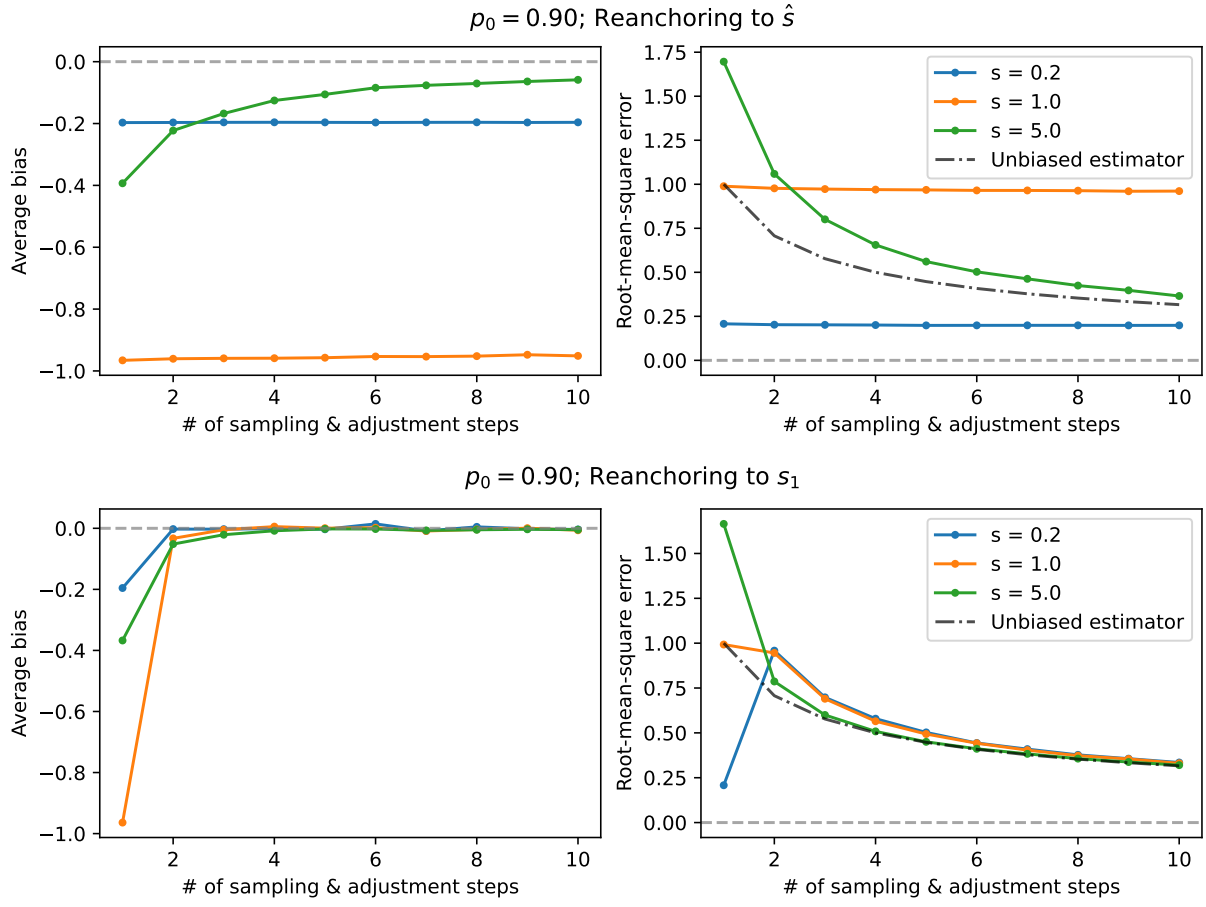 p₀ = 0.90; Reanchoring to ŝ
0.0
−0.2
−0.4
−0.6
−0.8
−1.0
Average bias
2 4 6 8 10
# of sampling & adjustment steps
1.75
1.50
1.25
1.00
0.75
0.50
0.25
0.00
Root-mean-square error
s = 0.2
s = 1.0
s = 5.0
Unbiased estimator
2 4 6 8 10
# of sampling & adjustment steps
p₀ = 0.90; Reanchoring to s₁
0.0
−0.2
−0.4
−0.6
−0.8
−1.0
Average bias
2 4 6 8 10
# of sampling & adjustment steps
1.50
1.25
1.00
0.75
0.50
0.25
0.00
Root-mean-square error
s = 0.2
s = 1.0
s = 5.0
Unbiased estimator
2 4 6 8 10
# of sampling & adjustment steps